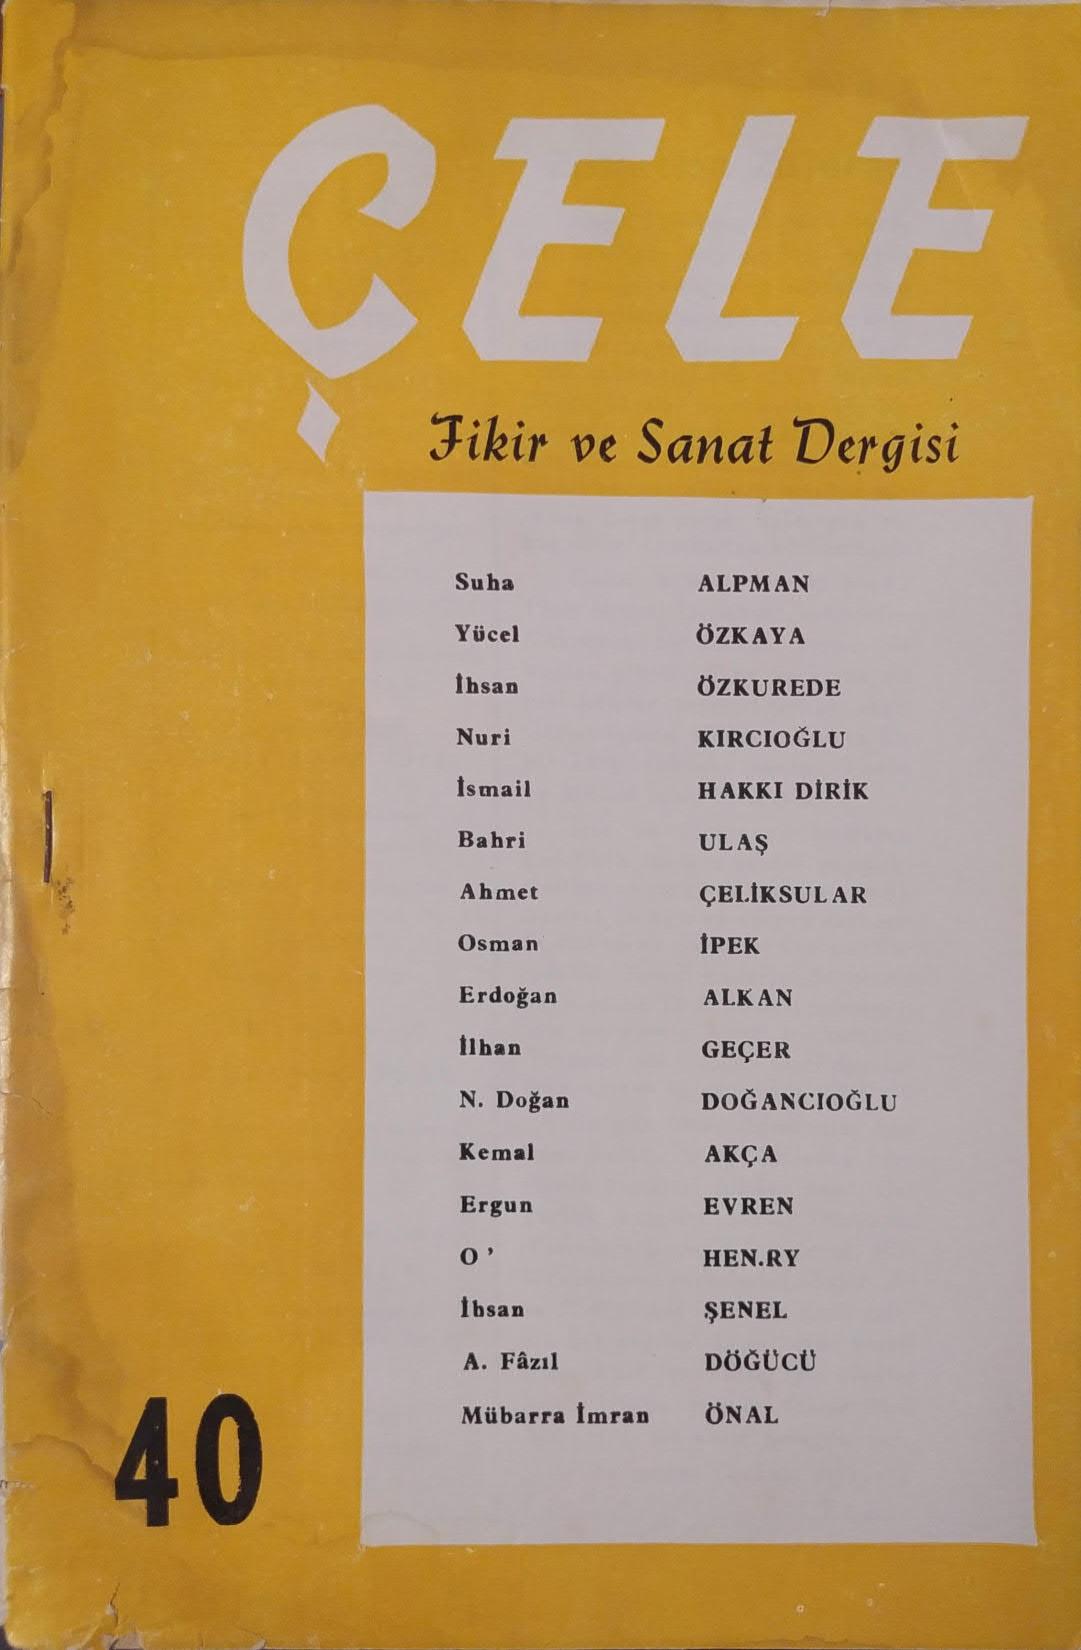 ÇELE
Fikir ve Sanat Dergisi
Suha ALPMAN
Yücel ÖZKAYA
İhsan ÖZKUREDE
Nuri KIRCIOĞLU
İsmail HAKKI DİRİK
Bahri ULAŞ
Ahmet ÇELİKSULAR
Osman İPEK
Erdoğan ALKAN
İlhan GEÇER
N. Doğan DOĞANCIOĞLU
Kemal AKÇA
Ergun EVREN
O' HEN.RY
İhsan ŞENEL
A. Fâzıl DÖĞÜCÜ
Mübarra İmran ÖNAL
40